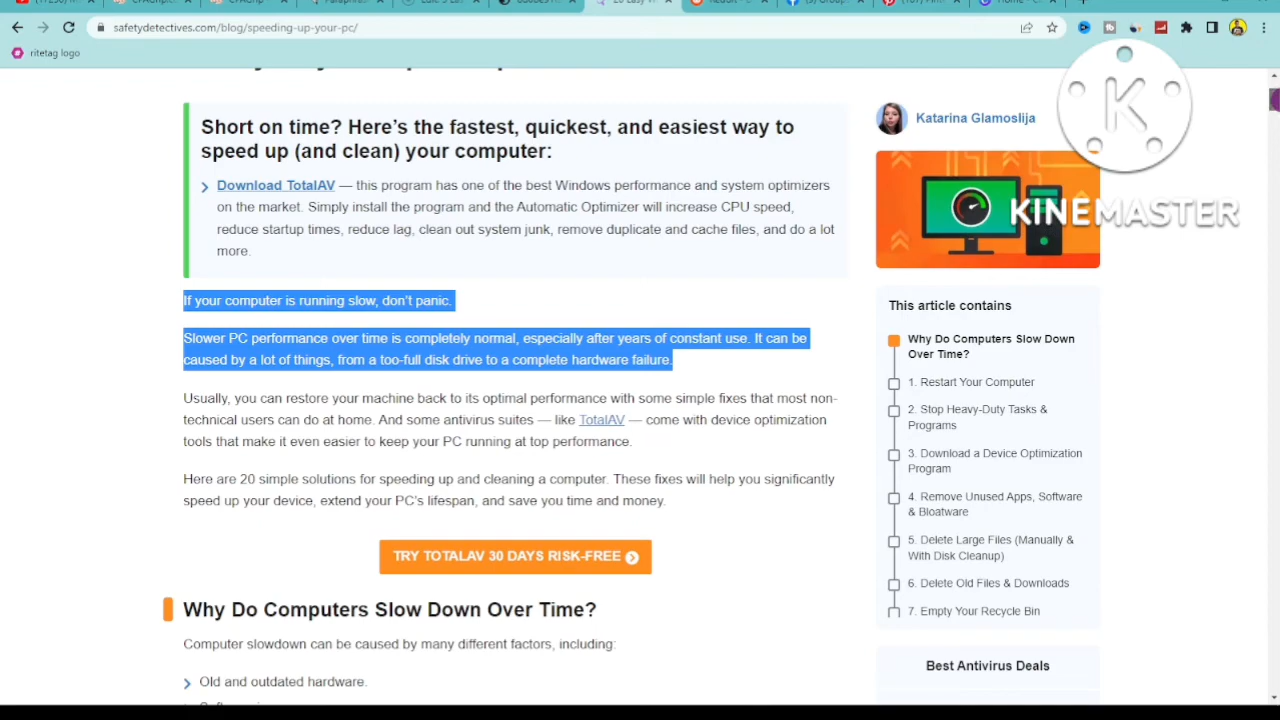 safetydetectives.com/blog/speeding-up-your-pc/
ritetag logo
Short on time? Here’s the fastest, quickest, and easiest way to
speed up (and clean) your computer:
Download TotalAV — this program has one of the best Windows performance and system optimizers
on the market. Simply install the program and the Automatic Optimizer will increase CPU speed,
reduce startup times, reduce lag, clean out system junk, remove duplicate and cache files, and do a lot
more.
If your computer is running slow, don’t panic.
Slower PC performance over time is completely normal, especially after years of constant use. It can be
caused by a lot of things, from a too-full disk drive to a complete hardware failure.
Usually, you can restore your machine back to its optimal performance with some simple fixes that most non-
technical users can do at home. And some antivirus suites — like TotalAV — come with device optimization
tools that make it even easier to keep your PC running at top performance.
Here are 20 simple solutions for speeding up and cleaning a computer. These fixes will help you significantly
speed up your device, extend your PC’s lifespan, and save you time and money.
TRY TOTALAV 30 DAYS RISK-FREE
Why Do Computers Slow Down Over Time?
Computer slowdown can be caused by many different factors, including:
Old and outdated hardware.
Katarina Glamoslija
K
KINEMASTER
This article contains
Why Do Computers Slow Down
Over Time?
1. Restart Your Computer
2. Stop Heavy-Duty Tasks &
Programs
3. Download a Device Optimization
Program
4. Remove Unused Apps, Software
& Bloatware
5. Delete Large Files (Manually &
With Disk Cleanup)
6. Delete Old Files & Downloads
7. Empty Your Recycle Bin
Best Antivirus Deals